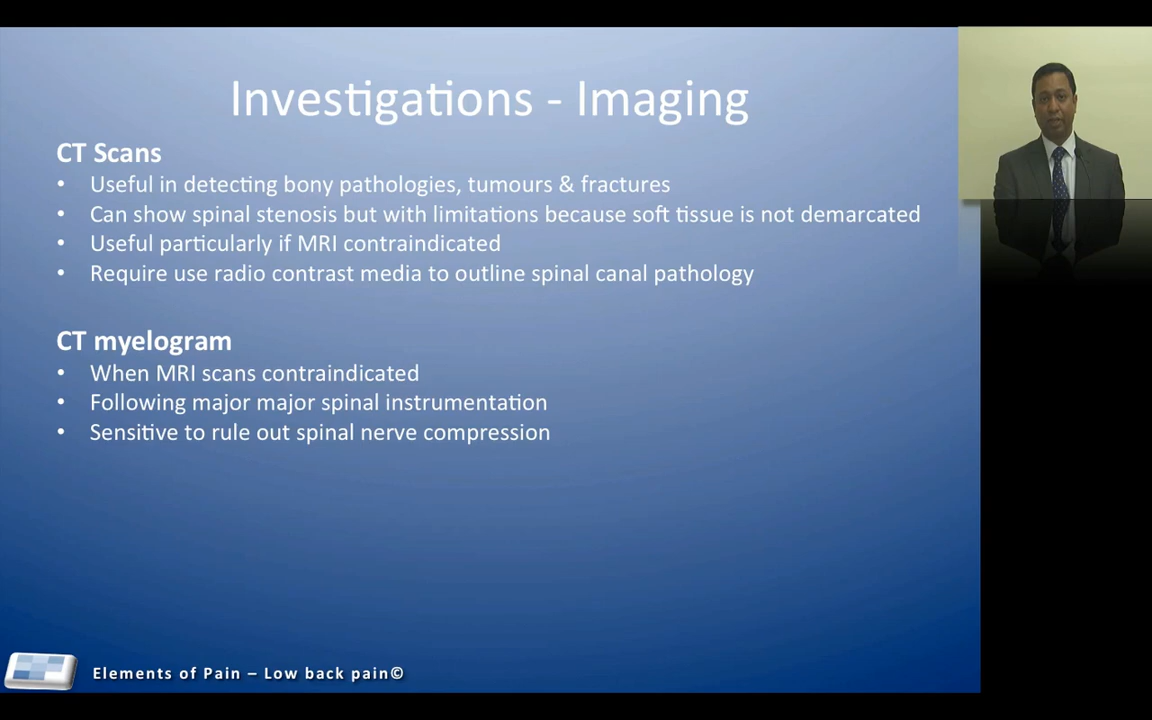 Investigations - Imaging
CT Scans
• Useful in detecting bony pathologies, tumours & fractures
• Can show spinal stenosis but with limitations because soft tissue is not demarcated
• Useful particularly if MRI contraindicated
• Require use radio contrast media to outline spinal canal pathology
CT myelogram
• When MRI scans contraindicated
• Following major major spinal instrumentation
• Sensitive to rule out spinal nerve compression
Elements of Pain – Low back pain©